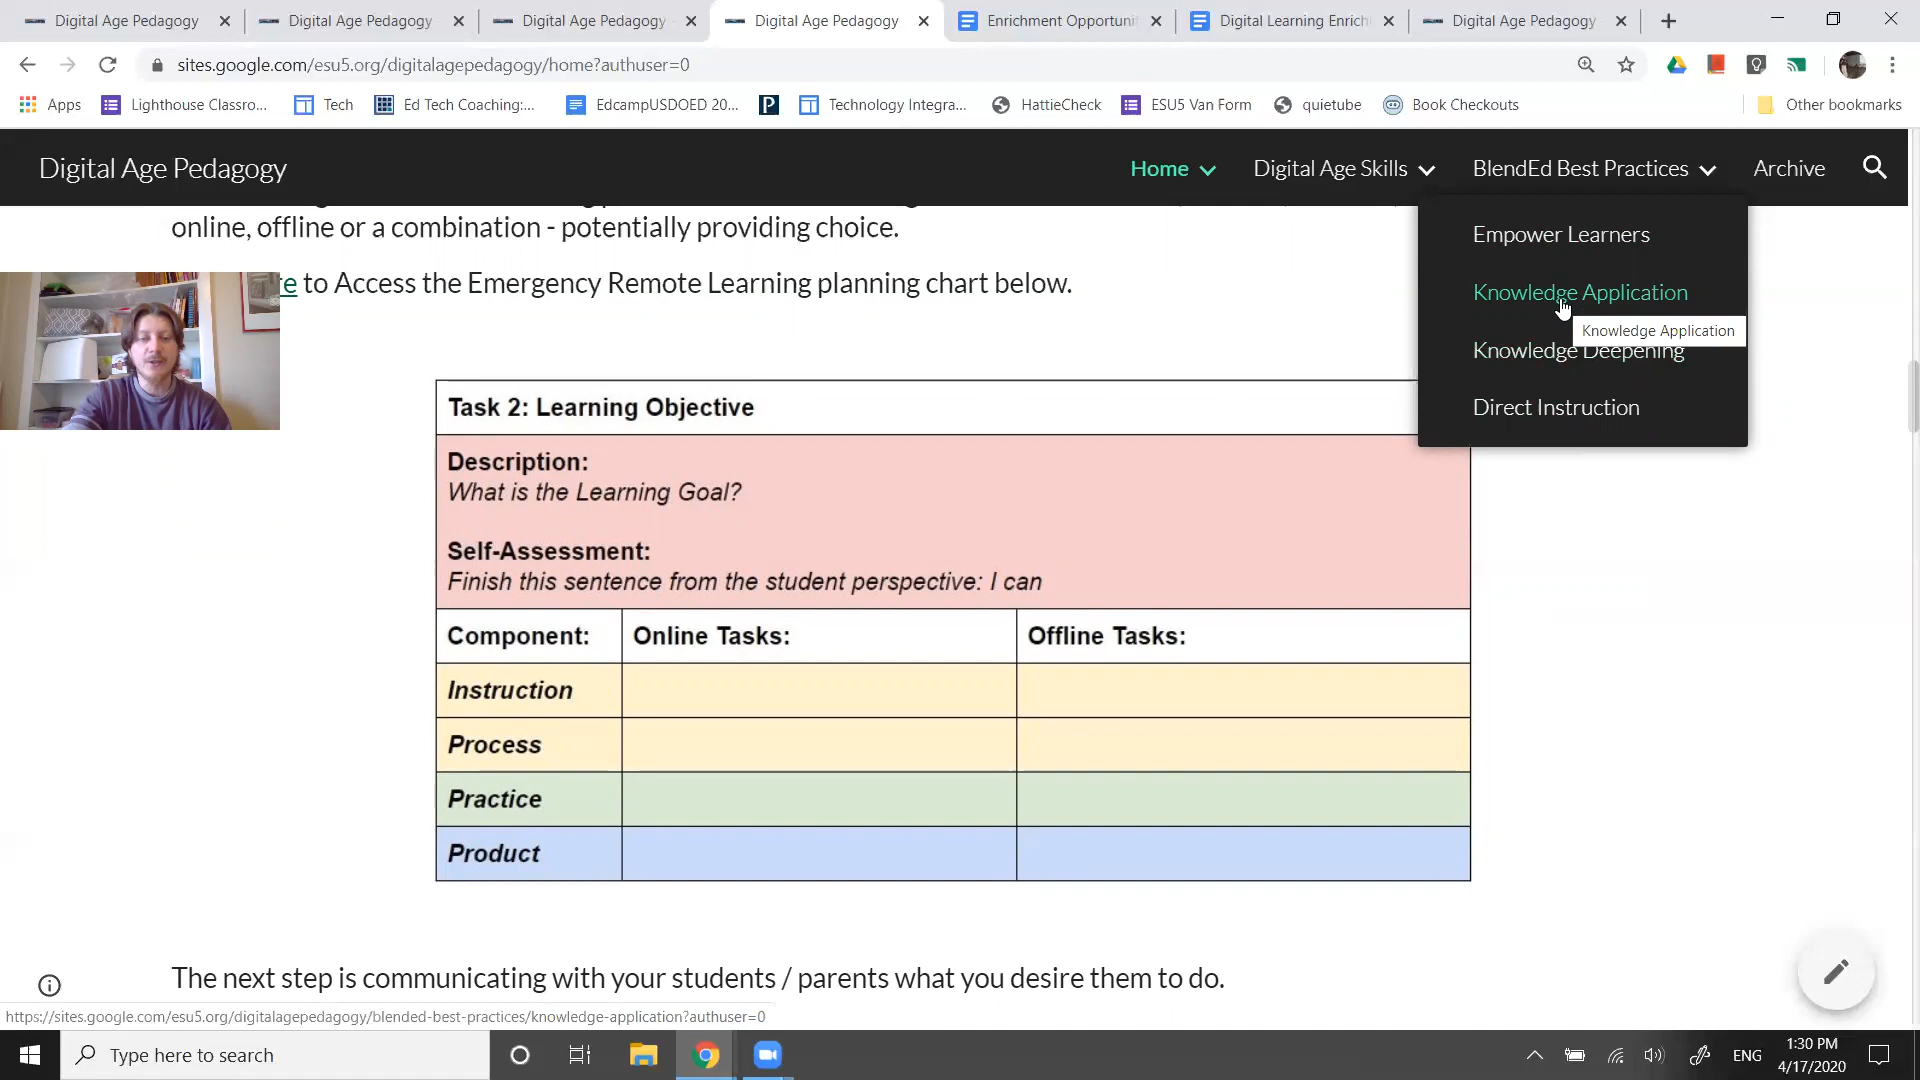 Digital Age Pedagogy
Digital Age Pedagogy
Digital Age Pedagogy
Digital Age Pedagogy
Enrichment Opportuni
Digital Learning Enrich
Digital Age Pedagogy
sites.google.com/esu5.org/digitalagepedagogy/home?authuser=0
Apps
Lighthouse Classro...
Tech
Ed Tech Coaching:...
EdcampUSDOED 20...
Technology Integra...
HattieCheck
ESU5 Van Form
quietube
Book Checkouts
Other bookmarks
Digital Age Pedagogy
Home
Digital Age Skills
BlendEd Best Practices
Archive
Empower Learners
Knowledge Application
Knowledge Application
Knowledge Deepening
Direct Instruction
online, offline or a combination - potentially providing choice.
re to Access the Emergency Remote Learning planning chart below.
Task 2: Learning Objective
Description:
What is the Learning Goal?
Self-Assessment:
Finish this sentence from the student perspective: I can
Component:
Online Tasks:
Offline Tasks:
Instruction
Process
Practice
Product
The next step is communicating with your students / parents what you desire them to do.
https://sites.google.com/esu5.org/digitalagepedagogy/blended-best-practices/knowledge-application?authuser=0
Type here to search
ENG
1:30 PM
4/17/2020